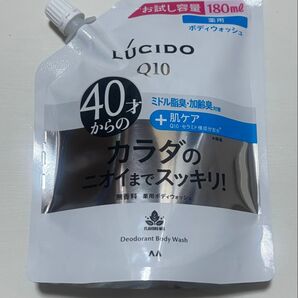 お試し容量 180mℓ
薬用
ボディウォッシュ
LÚCIDO
Q10
40才
からの
ミドル脂臭・加齢臭対策
+肌ケア
カラダの
ニオイまでスッキリ!
無香料 薬用ボディウォッシュ
Deodorant Body Wash